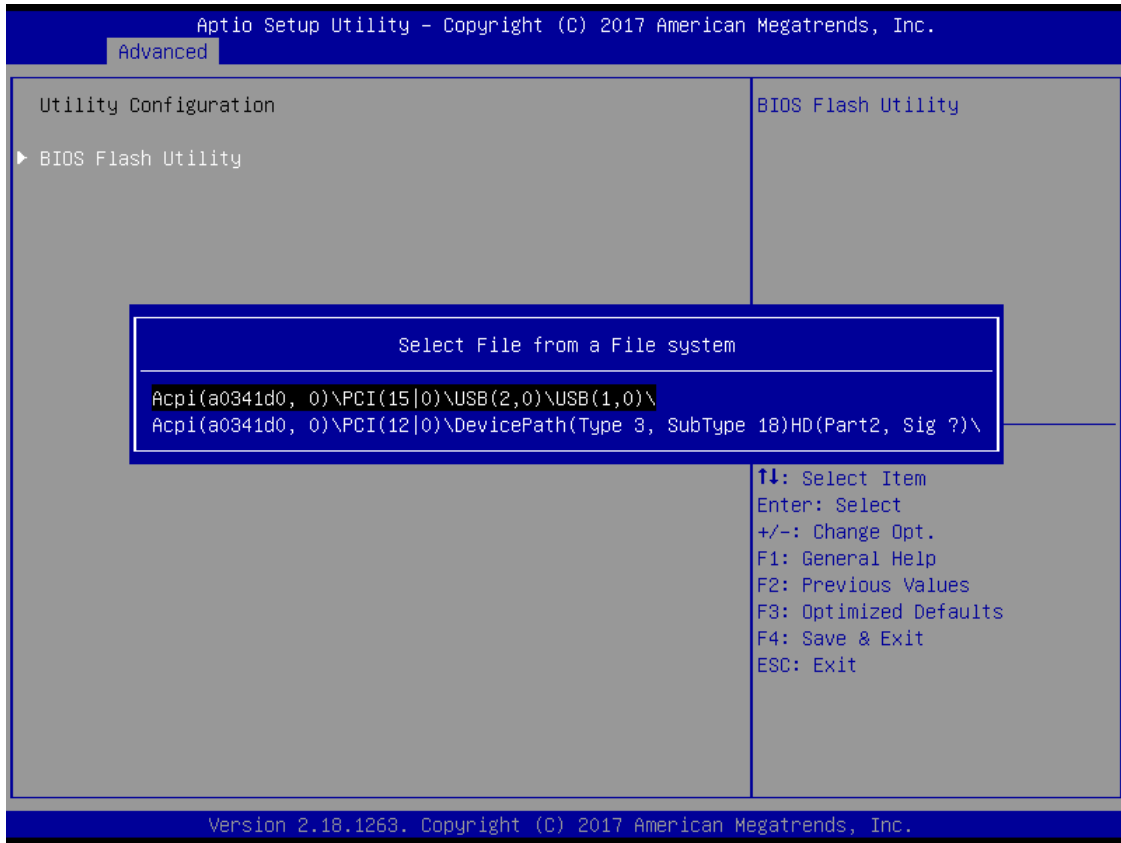 Aptio Setup Utility – Copyright (C) 2017 American Megatrends, Inc.
Advanced
Utility Configuration
BIOS Flash Utility
▶ BIOS Flash Utility
Select File from a File system
Acpi(a0341d0, 0)\PCI(15|0)\USB(2,0)\USB(1,0)\
Acpi(a0341d0, 0)\PCI(12|0)\DevicePath(Type 3, SubType 18)HD(Part2, Sig ?)\
↑↓: Select Item
Enter: Select
+/-: Change Opt.
F1: General Help
F2: Previous Values
F3: Optimized Defaults
F4: Save & Exit
ESC: Exit
Version 2.18.1263. Copyright (C) 2017 American Megatrends, Inc.